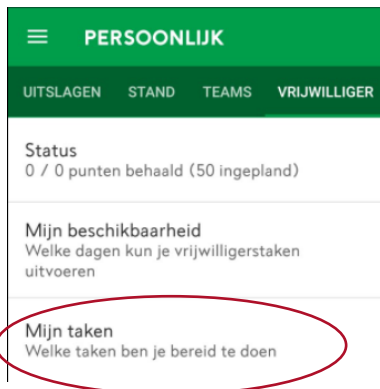 PERSOONLIJK
UITSLAGEN STAND TEAMS VRIJWILLIGER
Status
0 / 0 punten behaald (50 ingepland)
Mijn beschikbaarheid
Welke dagen kun je vrijwilligerstaken
uitvoeren
Mijn taken
Welke taken ben je bereid te doen